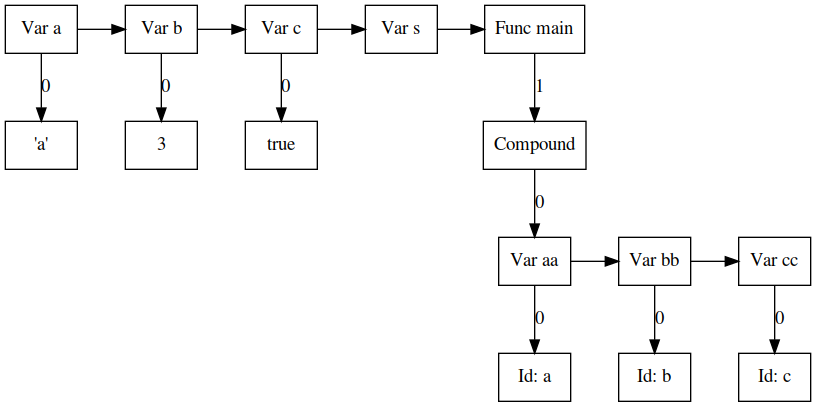 Var a
Var b
Var c
Var s
Func main
0
0
0
1
'a'
3
true
Compound
0
Var aa
Var bb
Var cc
0
0
0
Id: a
Id: b
Id: c